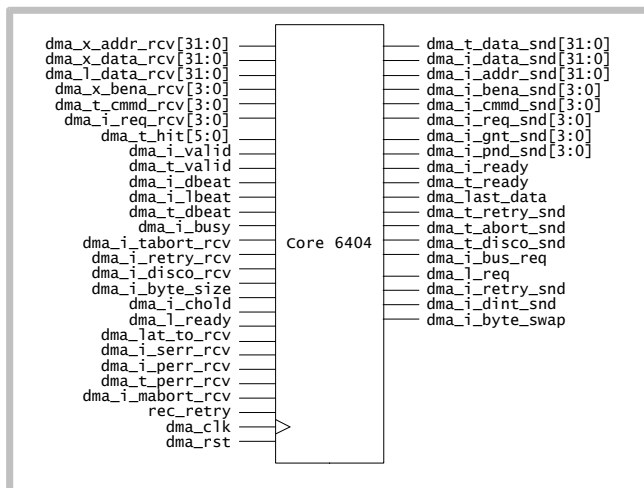 dma_x_addr_rcv[31:0]
dma_x_data_rcv[31:0]
dma_l_data_rcv[31:0]
dma_x_bena_rcv[3:0]
dma_t_cmmd_rcv[3:0]
dma_i_req_rcv[3:0]
dma_t_hit[5:0]
dma_i_valid
dma_t_valid
dma_i_dbeat
dma_i_lbeat
dma_t_dbeat
dma_i_busy
dma_i_tabort_rcv
dma_i_retry_rcv
dma_i_disco_rcv
dma_i_byte_size
dma_i_chold
dma_l_ready
dma_lat_to_rcv
dma_i_serr_rcv
dma_i_perr_rcv
dma_t_perr_rcv
dma_i_mabort_rcv
rec_retry
dma_clk
dma_rst
Core 6404
dma_t_data_snd[31:0]
dma_i_data_snd[31:0]
dma_i_addr_snd[31:0]
dma_i_bena_snd[3:0]
dma_i_cmmd_snd[3:0]
dma_i_req_snd[3:0]
dma_i_gnt_snd[3:0]
dma_i_pnd_snd[3:0]
dma_i_ready
dma_t_ready
dma_last_data
dma_t_retry_snd
dma_t_abort_snd
dma_t_disco_snd
dma_i_bus_req
dma_l_req
dma_i_retry_snd
dma_i_dint_snd
dma_i_byte_swap